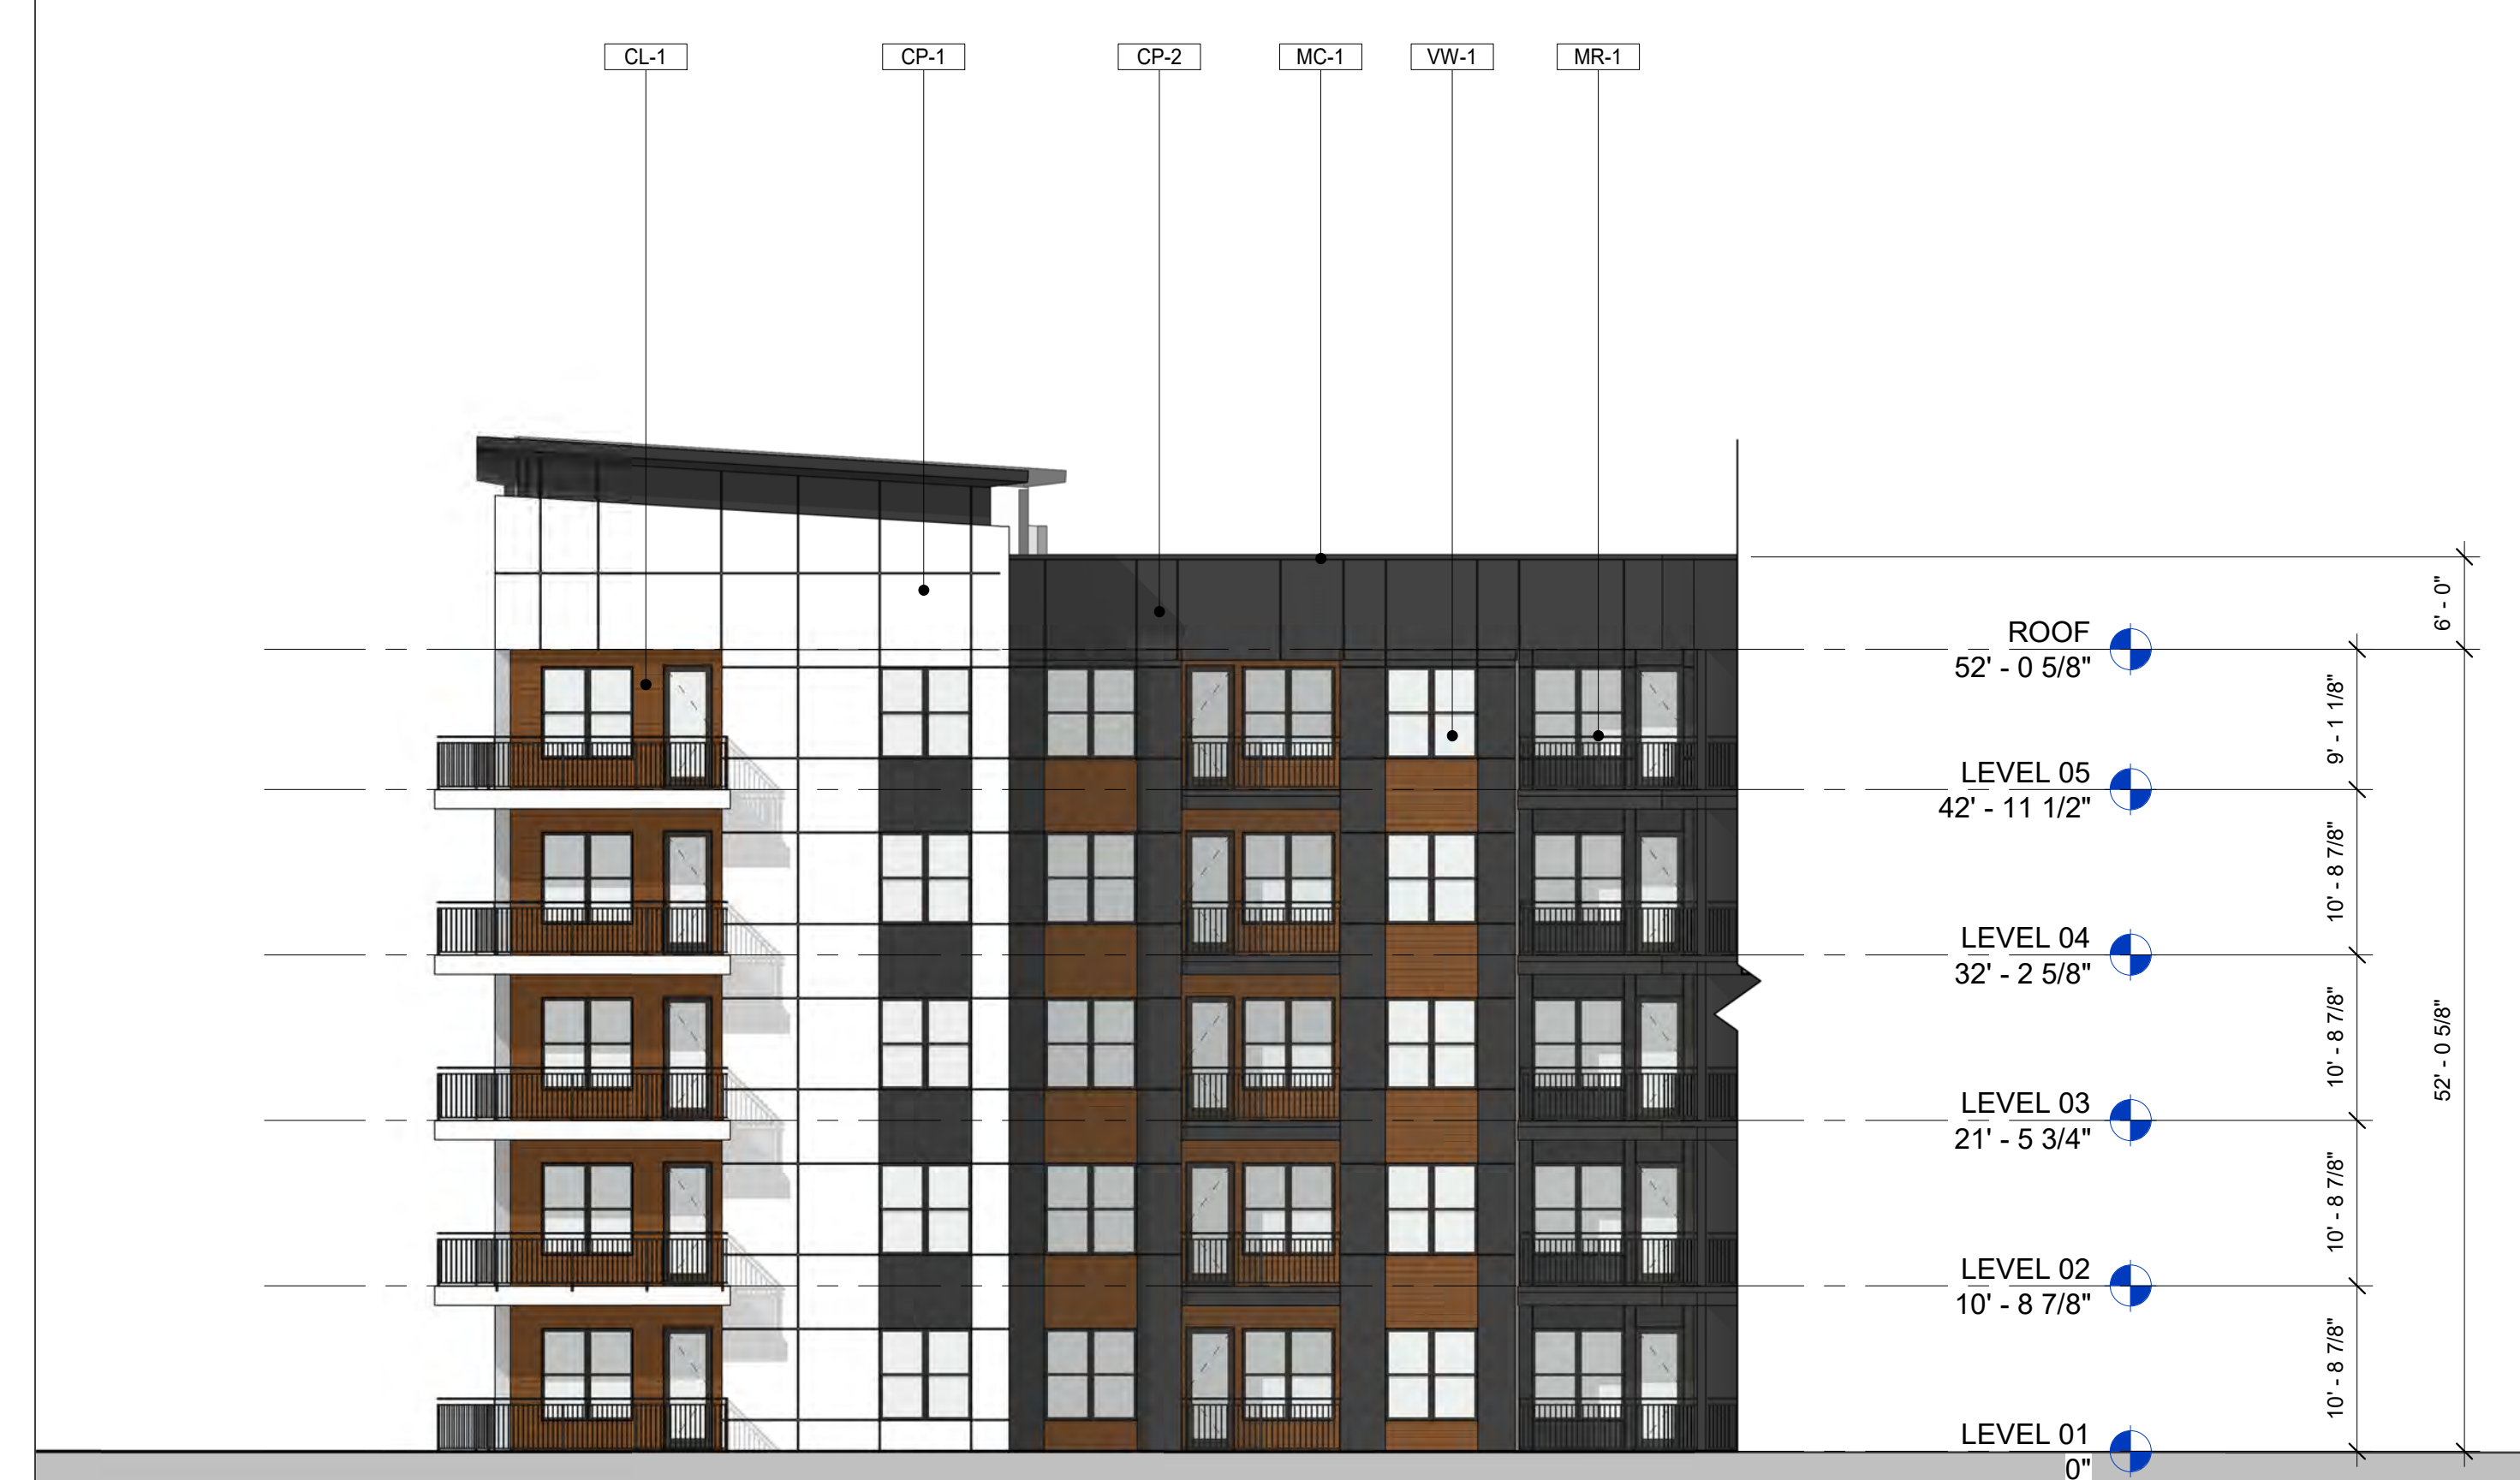 CL-1
CP-1
CP-2
MC-1
VW-1
MR-1
6' - 0"
ROOF
52' - 0 5/8"
9' - 1 1/8"
LEVEL 05
42' - 11 1/2"
10' - 8 7/8"
LEVEL 04
32' - 2 5/8"
10' - 8 7/8"
52' - 0 5/8"
LEVEL 03
21' - 5 3/4"
10' - 8 7/8"
LEVEL 02
10' - 8 7/8"
10' - 8 7/8"
LEVEL 01
0"